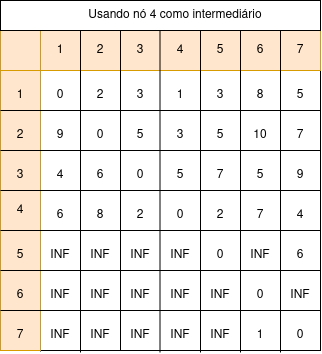 Usando nó 4 como intermediário
1 2 3 4 5 6 7
1 0 2 3 1 3 8 5
2 9 0 5 3 5 10 7
3 4 6 0 5 7 5 9
4 6 8 2 0 2 7 4
5 INF INF INF INF 0 INF 6
6 INF INF INF INF INF 0 INF
7 INF INF INF INF INF 1 0